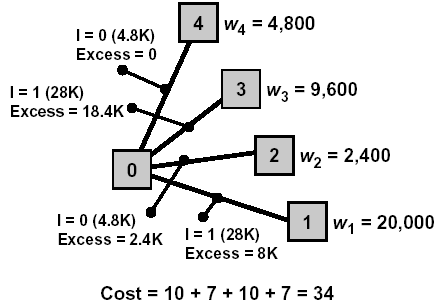 I = 0 (4.8K)
Excess = 0
4
w4 = 4,800
I = 1 (28K)
Excess = 18.4K
3
w3 = 9,600
0
2
w2 = 2,400
I = 0 (4.8K)
Excess = 2.4K
I = 1 (28K)
Excess = 8K
1
w1 = 20,000
Cost = 10 + 7 + 10 + 7 = 34